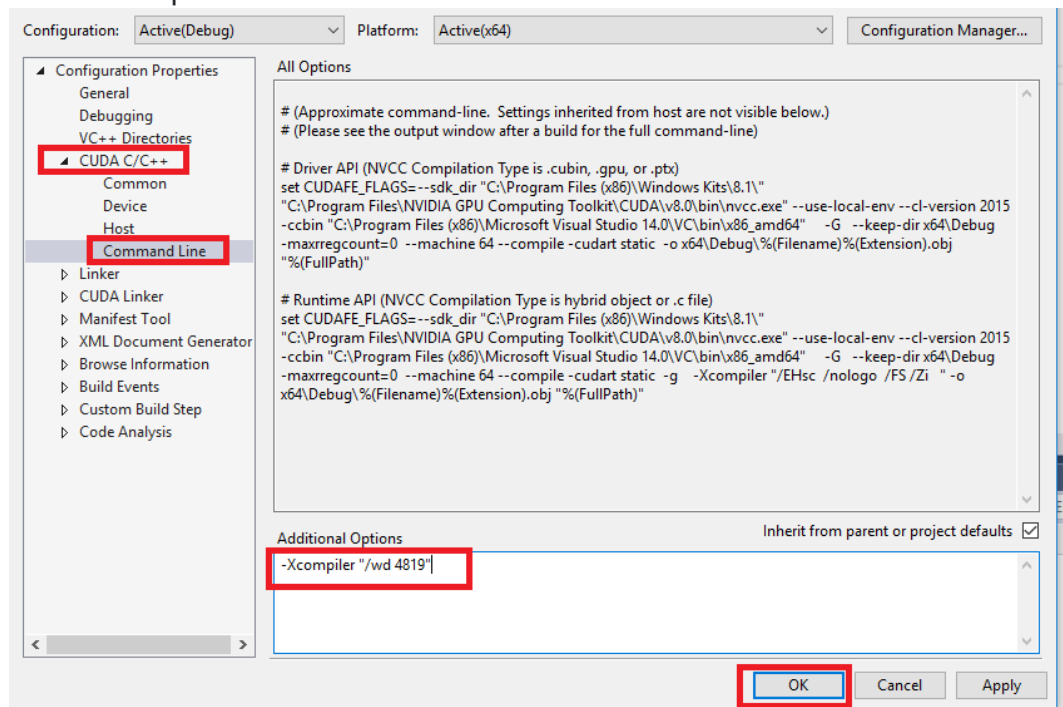 Configuration: Active(Debug) Platform: Active(x64) Configuration Manager...
Configuration Properties
General
Debugging
VC++ Directories
CUDA C/C++
Common
Device
Host
Command Line
Linker
CUDA Linker
Manifest Tool
XML Document Generator
Browse Information
Build Events
Custom Build Step
Code Analysis
All Options
# (Approximate command-line. Settings inherited from host are not visible below.)
# (Please see the output window after a build for the full command-line)
# Driver API (NVCC Compilation Type is .cubin, .gpu, or .ptx)
set CUDAFE_FLAGS=--sdk_dir "C:\Program Files (x86)\Windows Kits\8.1\"
"C:\Program Files\NVIDIA GPU Computing Toolkit\CUDA\v8.0\bin\nvcc.exe" --use-local-env --cl-version 2015
-ccbin "C:\Program Files (x86)\Microsoft Visual Studio 14.0\VC\bin\x86_amd64" -G --keep-dir x64\Debug
-maxrregcount=0 --machine 64 --compile -cudart static -o x64\Debug\%(Filename)%(Extension).obj
"%(FullPath)"
# Runtime API (NVCC Compilation Type is hybrid object or .c file)
set CUDAFE_FLAGS=--sdk_dir "C:\Program Files (x86)\Windows Kits\8.1\"
"C:\Program Files\NVIDIA GPU Computing Toolkit\CUDA\v8.0\bin\nvcc.exe" --use-local-env --cl-version 2015
-ccbin "C:\Program Files (x86)\Microsoft Visual Studio 14.0\VC\bin\x86_amd64" -G --keep-dir x64\Debug
-maxrregcount=0 --machine 64 --compile -cudart static -g -Xcompiler "/EHsc /nologo /FS /Zi " -o
x64\Debug\%(Filename)%(Extension).obj "%(FullPath)"
Additional Options Inherit from parent or project defaults
-Xcompiler "/wd 4819"
OK Cancel Apply